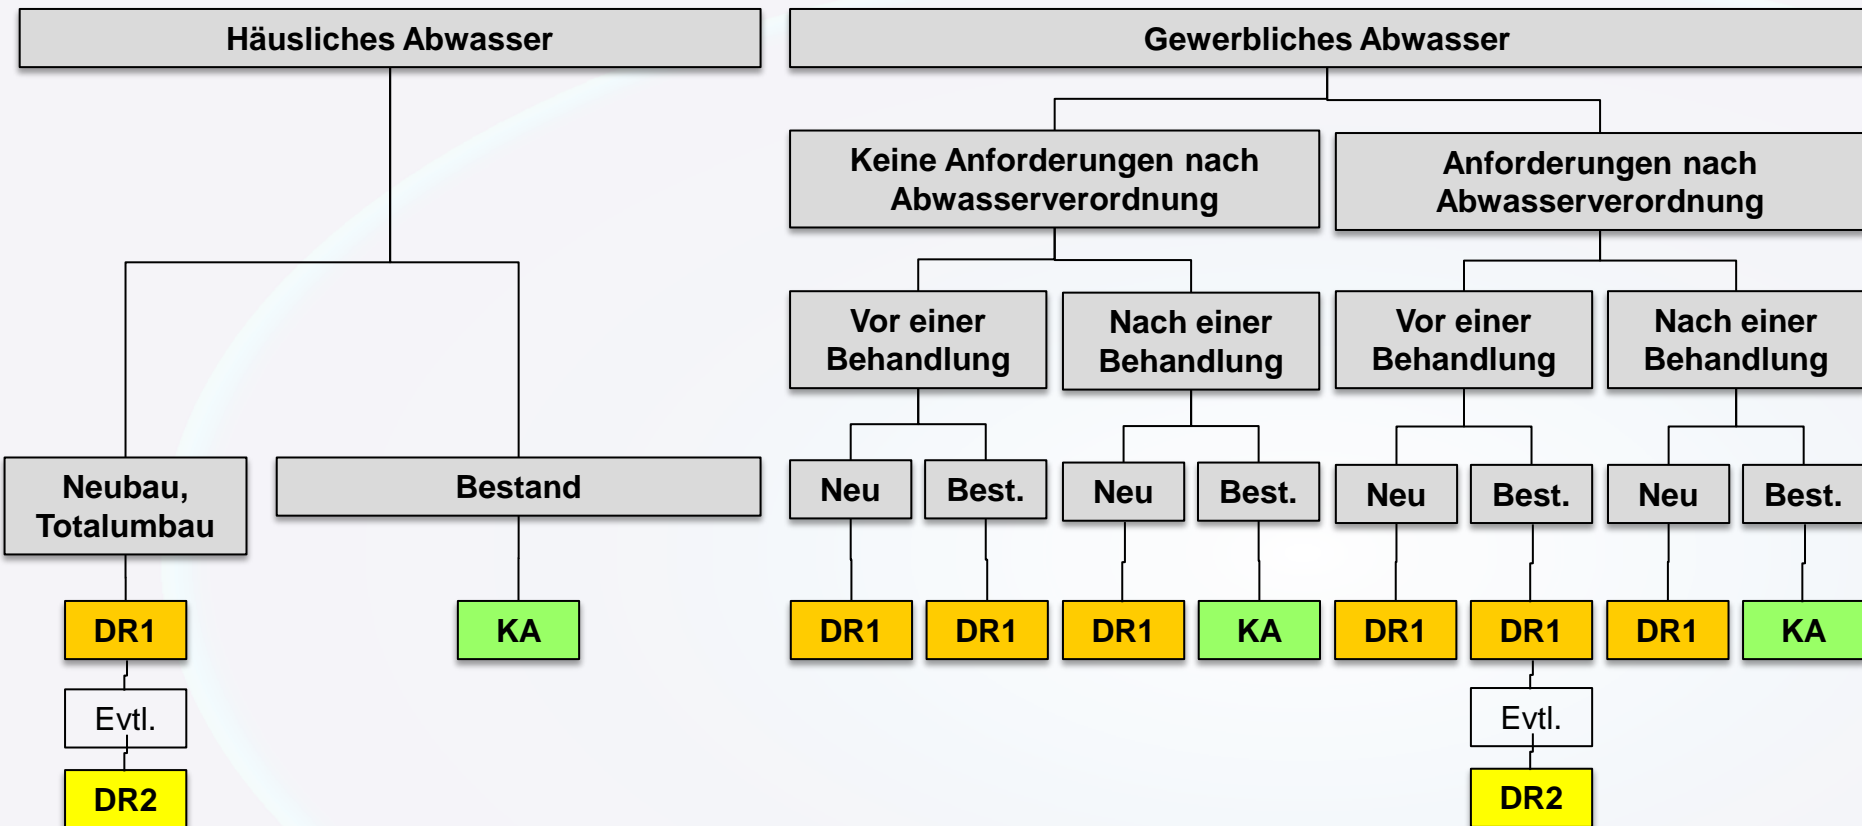 Häusliches Abwasser
Gewerbliches Abwasser
Keine Anforderungen nach
Abwasserverordnung
Anforderungen nach
Abwasserverordnung
Vor einer
Behandlung
Nach einer
Behandlung
Vor einer
Behandlung
Nach einer
Behandlung
Neubau,
Totalumbau
Bestand
Neu
Best.
Neu
Best.
Neu
Best.
Neu
Best.
DR1
KA
DR1
DR1
DR1
KA
DR1
DR1
DR1
KA
Evtl.
Evtl.
DR2
DR2